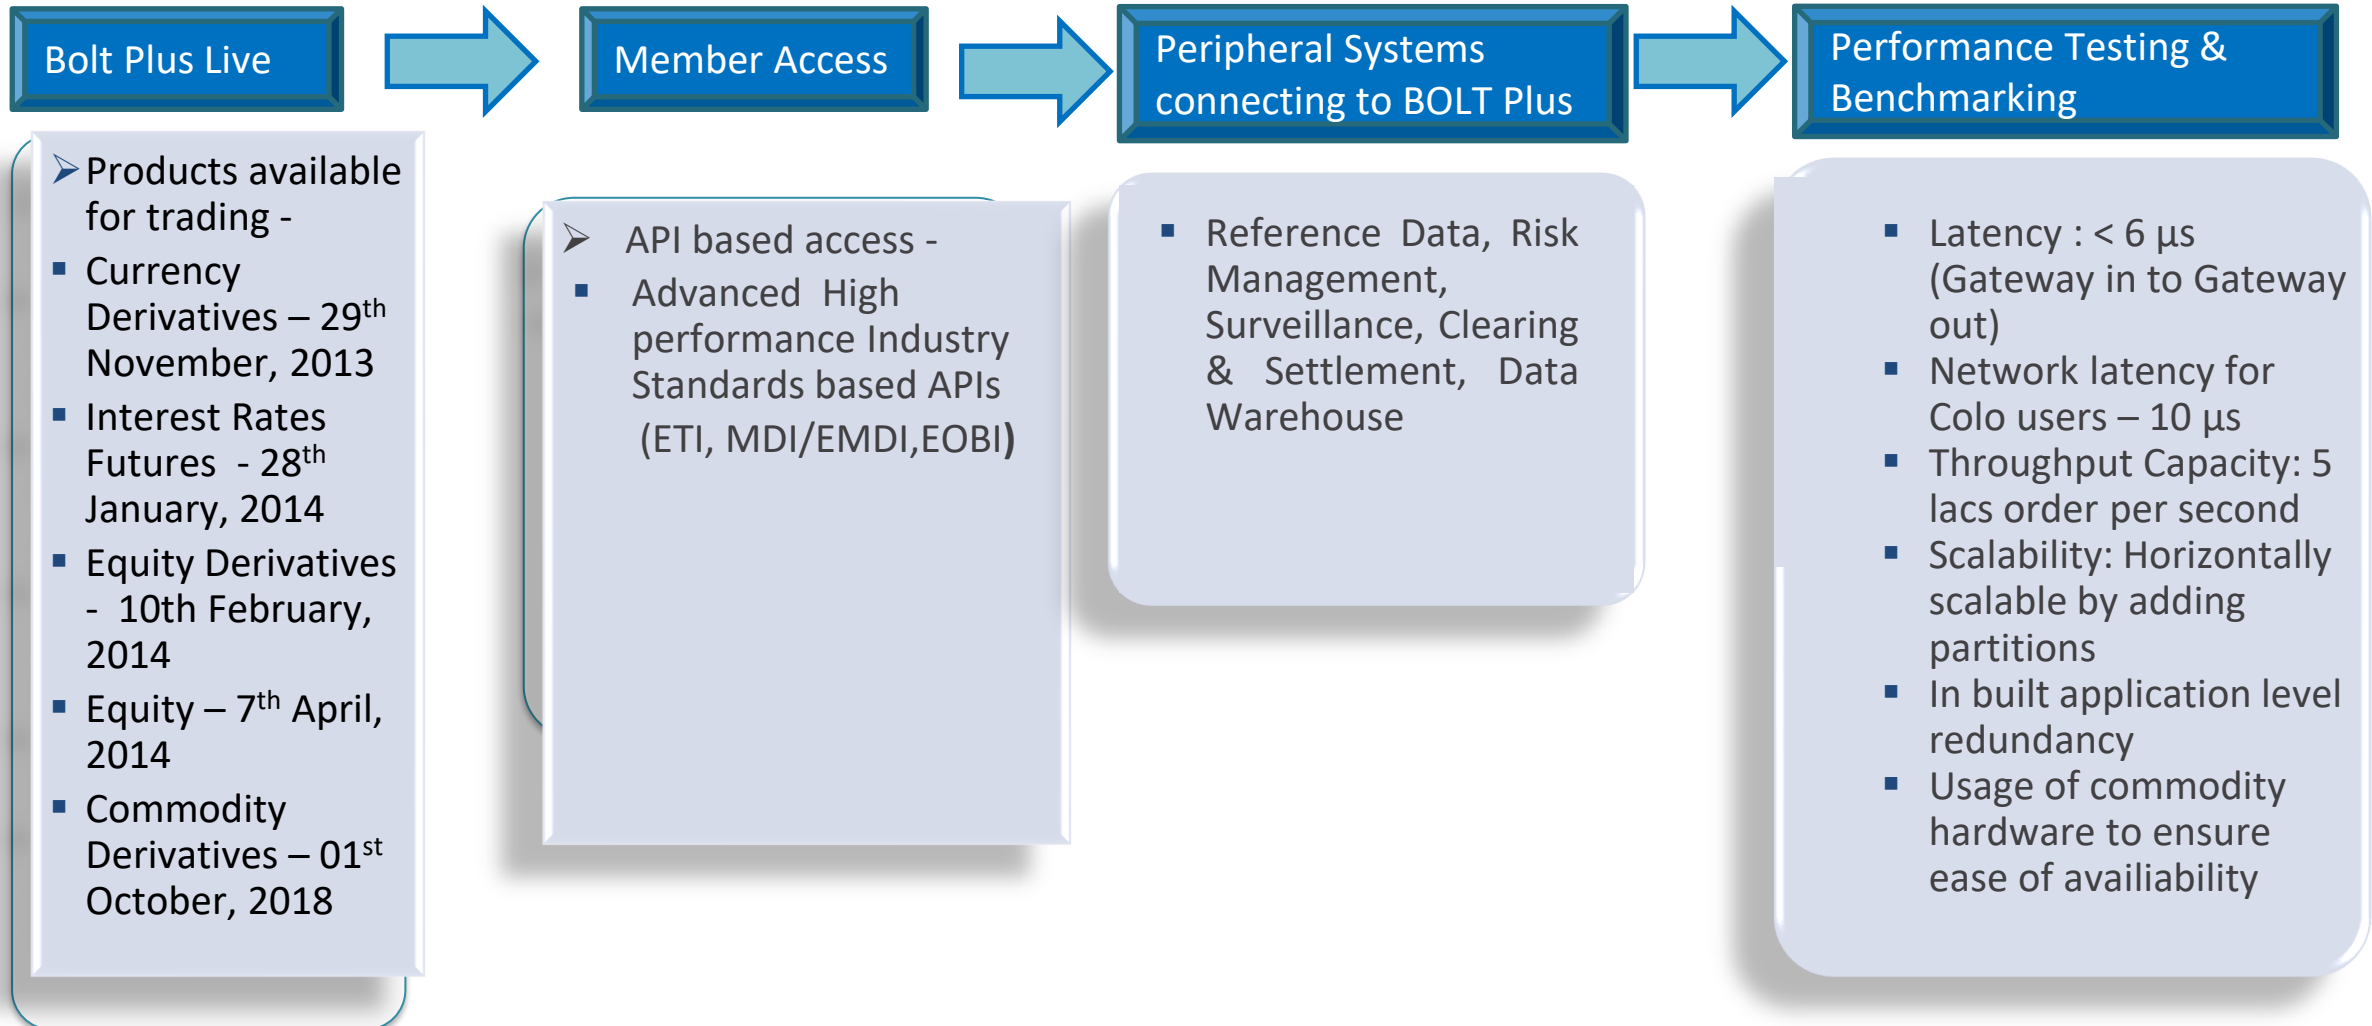 Bolt Plus Live
Member Access
Peripheral Systems
connecting to BOLT Plus
Performance Testing &
Benchmarking
➢Products available
for trading -
▪ Currency
Derivatives – 29th
November, 2013
▪ Interest Rates
Futures - 28th
January, 2014
▪ Equity Derivatives
- 10th February,
2014
▪ Equity – 7th April,
2014
▪ Commodity
Derivatives – 01st
October, 2018
➢ API based access -
▪ Advanced High
performance Industry
Standards based APIs
(ETI, MDI/EMDI,EOBI)
▪ Reference Data, Risk
Management,
Surveillance, Clearing
& Settlement, Data
Warehouse
▪ Latency : < 6 µs
(Gateway in to Gateway
out)
▪ Network latency for
Colo users – 10 µs
▪ Throughput Capacity: 5
lacs order per second
▪ Scalability: Horizontally
scalable by adding
partitions
▪ In built application level
redundancy
▪ Usage of commodity
hardware to ensure
ease of availiability